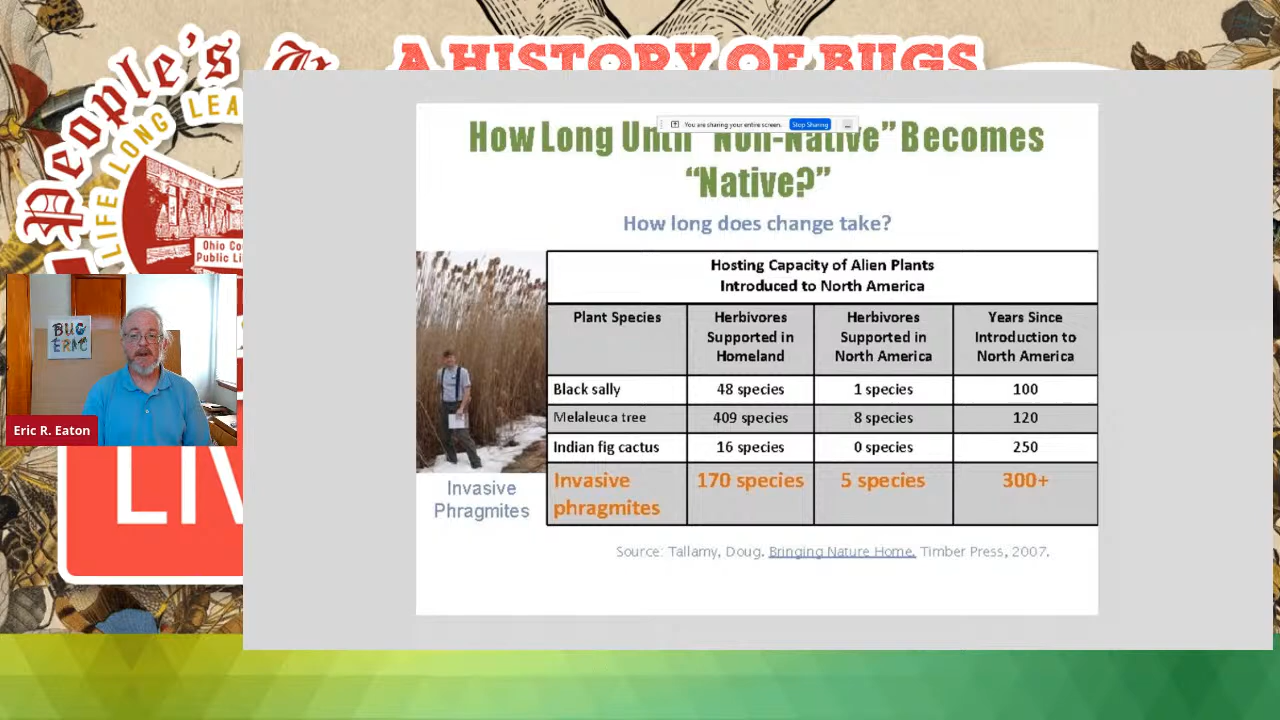 A HISTORY OF BUGS
People's
LIFE LONG LEA
Ohio Co
Public Li
You are sharing your entire screen.
Stop Sharing
How Long Until "Non-Native" Becomes
"Native?"
How long does change take?
Hosting Capacity of Alien Plants
Introduced to North America
Plant Species
Herbivores
Supported in
Homeland
Herbivores
Supported in
North America
Years Since
Introduction to
North America
Black sally 48 species 1 species 100
Melaleuca tree 409 species 8 species 120
Indian fig cactus 16 species 0 species 250
Invasive
phragmites
170 species 5 species 300+
Invasive
Phragmites
Source: Tallamy, Doug. Bringing Nature Home, Timber Press, 2007.
BUG
ERIC
Eric R. Eaton
LIV